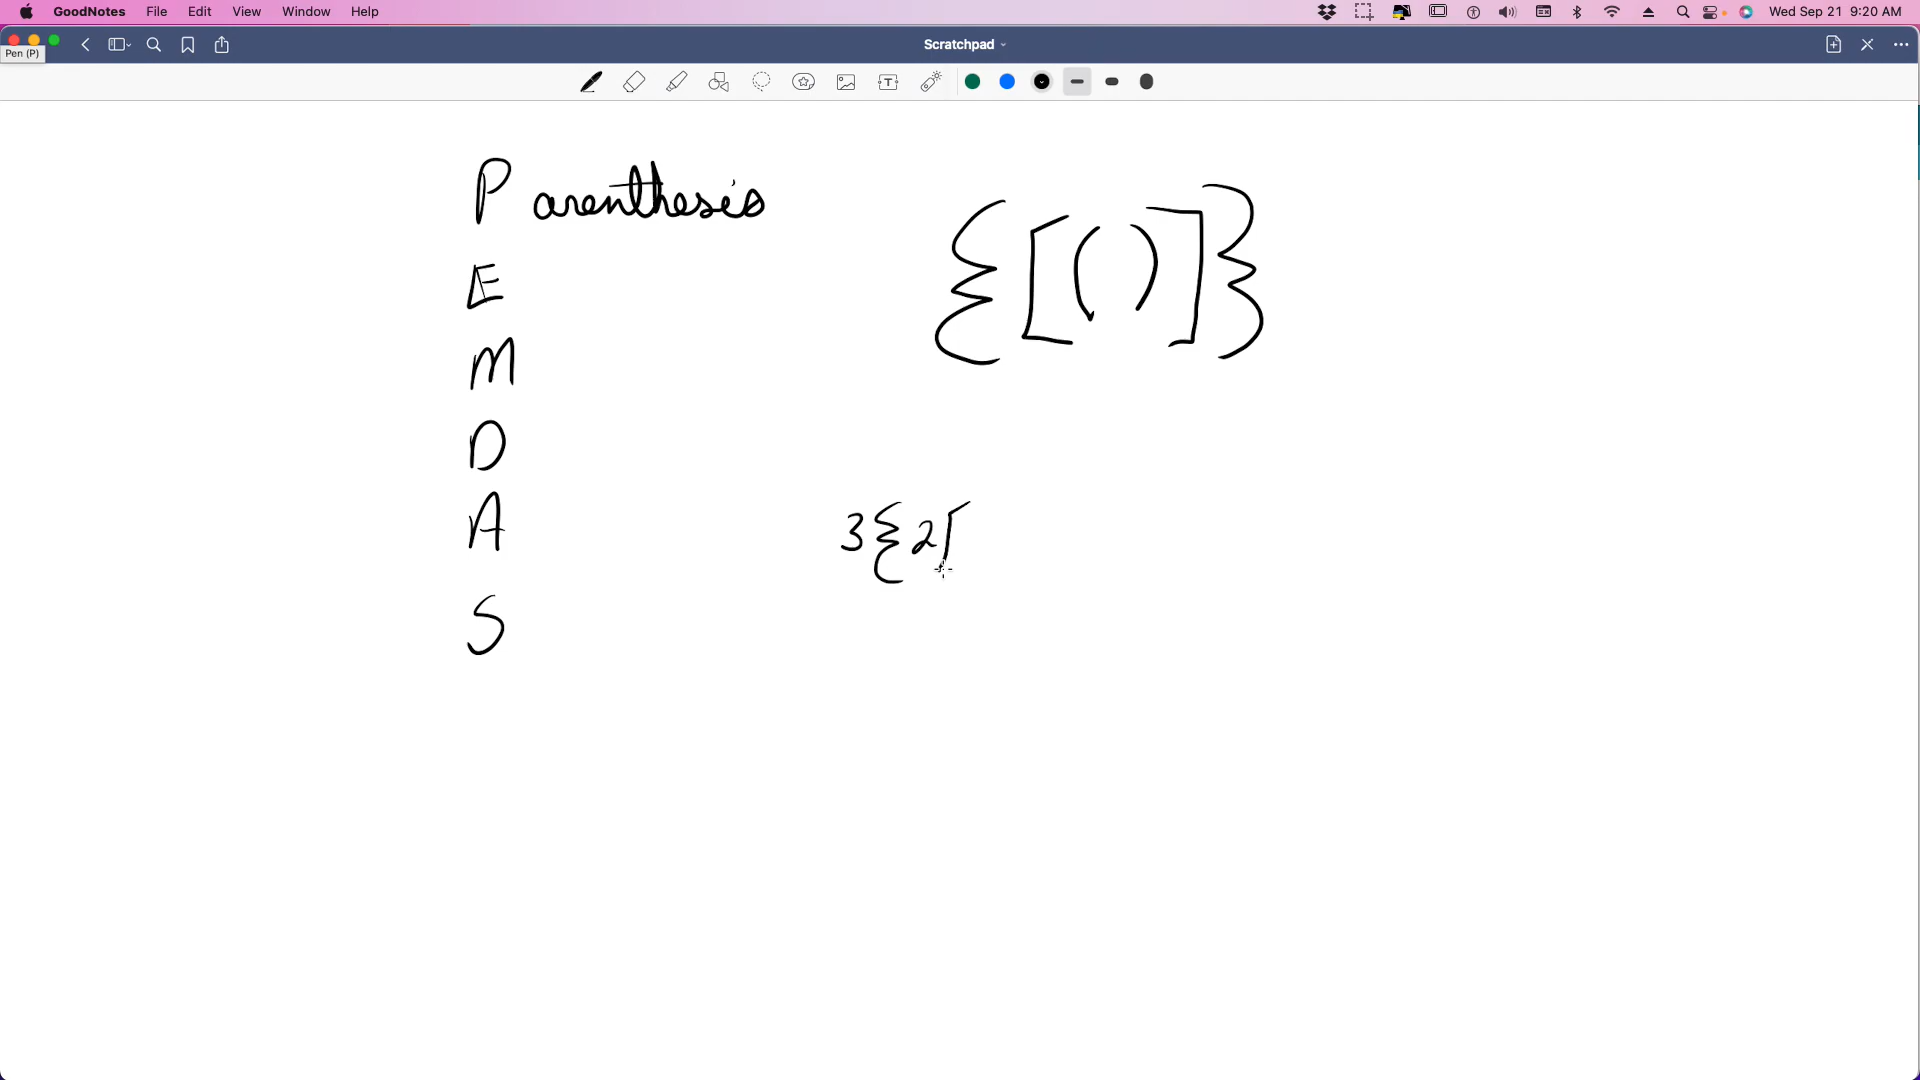 GoodNotes File Edit View Window Help Wed Sep 21 9:20 AM
Pen (P)
Scratchpad
T
Parenthesis
{[()]}
E
M
D
A
3{2[
S